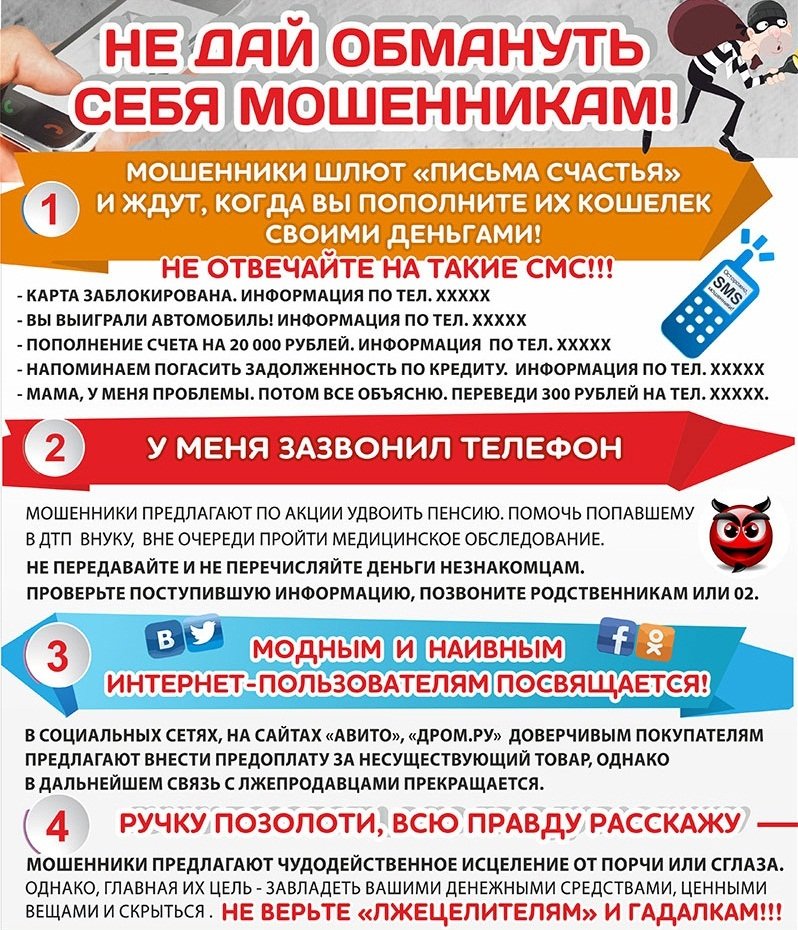 НЕ ДАЙ ОБМАНУТЬ
СЕБЯ МОШЕННИКАМ!
1
МОШЕННИКИ ШЛЮТ «ПИСЬМА СЧАСТЬЯ»
И ЖДУТ, КОГДА ВЫ ПОПОЛНИТЕ ИХ КОШЕЛЕК
СВОИМИ ДЕНЬГАМИ!
НЕ ОТВЕЧАЙТЕ НА ТАКИЕ СМС!!!
Осторожно,
SMS
мошенники!
- КАРТА ЗАБЛОКИРОВАНА. ИНФОРМАЦИЯ ПО ТЕЛ. XXXXX
- ВЫ ВЫИГРАЛИ АВТОМОБИЛЬ! ИНФОРМАЦИЯ ПО ТЕЛ. XXXXX
- ПОПОЛНЕНИЕ СЧЕТА НА 20 000 РУБЛЕЙ. ИНФОРМАЦИЯ ПО ТЕЛ. XXXXX
- НАПОМИНАЕМ ПОГАСИТЬ ЗАДОЛЖЕННОСТЬ ПО КРЕДИТУ. ИНФОРМАЦИЯ ПО ТЕЛ. XXXXX
- МАМА, У МЕНЯ ПРОБЛЕМЫ. ПОТОМ ВСЕ ОБЪЯСНЮ. ПЕРЕВЕДИ 300 РУБЛЕЙ НА ТЕЛ. XXXXX.
2
У МЕНЯ ЗАЗВОНИЛ ТЕЛЕФОН
МОШЕННИКИ ПРЕДЛАГАЮТ ПО АКЦИИ УДВОИТЬ ПЕНСИЮ. ПОМОЧЬ ПОПАВШЕМУ
В ДТП ВНУКУ, ВНЕ ОЧЕРЕДИ ПРОЙТИ МЕДИЦИНСКОЕ ОБСЛЕДОВАНИЕ.
НЕ ПЕРЕДАВАЙТЕ И НЕ ПЕРЕЧИСЛЯЙТЕ ДЕНЬГИ НЕЗНАКОМЦАМ.
ПРОВЕРЬТЕ ПОСТУПИВШУЮ ИНФОРМАЦИЮ, ПОЗВОНИТЕ РОДСТВЕННИКАМ ИЛИ 02.
3
В
f
МОДНЫМ И НАИВНЫМ
ИНТЕРНЕТ-ПОЛЬЗОВАТЕЛЯМ ПОСВЯЩАЕТСЯ!
В СОЦИАЛЬНЫХ СЕТЯХ, НА САЙТАХ «АВИТО», «ДРОМ.РУ» ДОВЕРЧИВЫМ ПОКУПАТЕЛЯМ
ПРЕДЛАГАЮТ ВНЕСТИ ПРЕДОПЛАТУ ЗА НЕСУЩЕСТВУЮЩИЙ ТОВАР, ОДНАКО
В ДАЛЬНЕЙШЕМ СВЯЗЬ С ЛЖЕПРОДАВЦАМИ ПРЕКРАЩАЕТСЯ.
4
РУЧКУ ПОЗОЛОТИ, ВСЮ ПРАВДУ РАССКАЖУ
МОШЕННИКИ ПРЕДЛАГАЮТ ЧУДОДЕЙСТВЕННОЕ ИСЦЕЛЕНИЕ ОТ ПОРЧИ ИЛИ СГЛАЗА.
ОДНАКО, ГЛАВНАЯ ИХ ЦЕЛЬ - ЗАВЛАДЕТЬ ВАШИМИ ДЕНЕЖНЫМИ СРЕДСТВАМИ, ЦЕННЫМИ
ВЕЩАМИ И СКРЫТЬСЯ . НЕ ВЕРЬТЕ «ЛЖЕЦЕЛИТЕЛЯМ» И ГАДАЛКАМ!!!